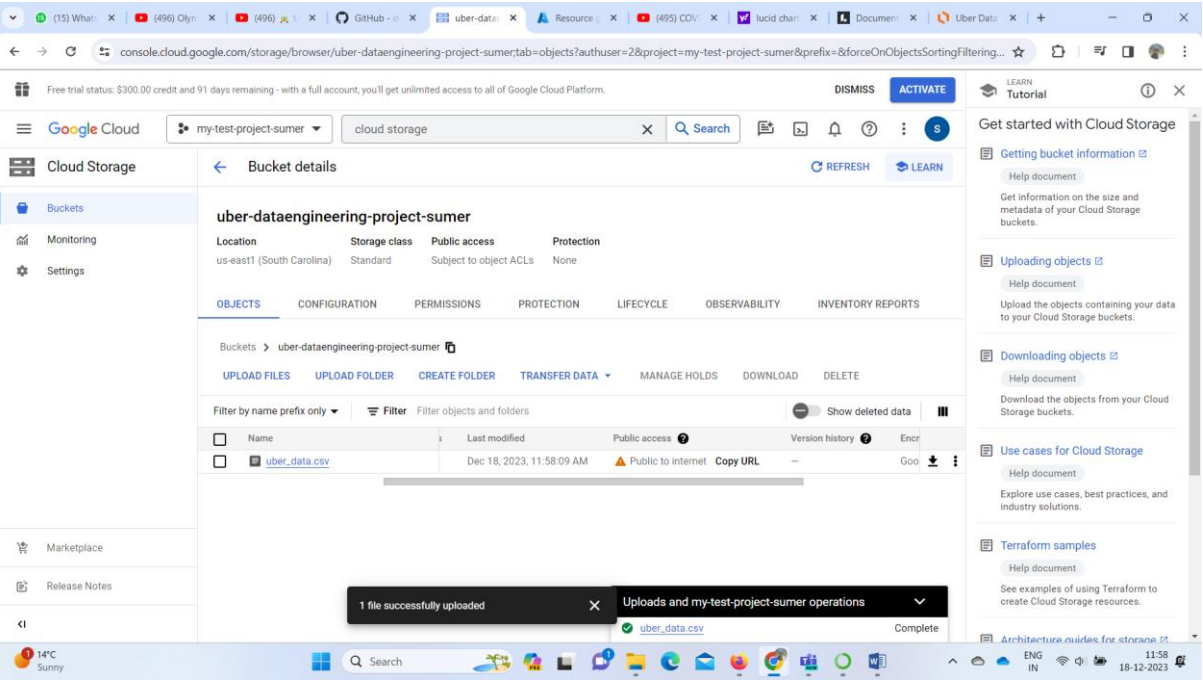 (15) Whats
(496) Olym
(496)
GitHub - d
uber-data
Resource
(495) COV
lucid char
Document
Uber Data
console.cloud.google.com/storage/browser/uber-dataengineering-project-sumer;tab=objects?authuser=2&project=my-test-project-sumer&prefix=&forceOnObjectsSortingFiltering...
Free trial status: $300.00 credit and 91 days remaining - with a full account, you'll get unlimited access to all of Google Cloud Platform.
DISMISS
ACTIVATE
Google Cloud
my-test-project-sumer
cloud storage
Search
S
Cloud Storage
Buckets
Monitoring
Settings
Marketplace
Release Notes
Bucket details
REFRESH
LEARN
uber-dataengineering-project-sumer
Location Storage class Public access Protection
us-east1 (South Carolina) Standard Subject to object ACLs None
OBJECTS CONFIGURATION PERMISSIONS PROTECTION LIFECYCLE OBSERVABILITY INVENTORY REPORTS
Buckets > uber-dataengineering-project-sumer
UPLOAD FILES UPLOAD FOLDER CREATE FOLDER TRANSFER DATA MANAGE HOLDS DOWNLOAD DELETE
Filter by name prefix only Filter Filter objects and folders Show deleted data
Name s Last modified Public access Version history Encr
uber_data.csv Dec 18, 2023, 11:58:09 AM Public to internet Copy URL — Goo
1 file successfully uploaded
Uploads and my-test-project-sumer operations
uber_data.csv Complete
LEARN
Tutorial
Get started with Cloud Storage
Getting bucket information
Help document
Get information on the size and
metadata of your Cloud Storage
buckets.
Uploading objects
Help document
Upload the objects containing your data
to your Cloud Storage buckets.
Downloading objects
Help document
Download the objects from your Cloud
Storage buckets.
Use cases for Cloud Storage
Help document
Explore use cases, best practices, and
industry solutions.
Terraform samples
Help document
See examples of using Terraform to
create Cloud Storage resources.
Architecture guides for storage
1
14°C
Sunny
Search
ENG
IN
11:58
18-12-2023